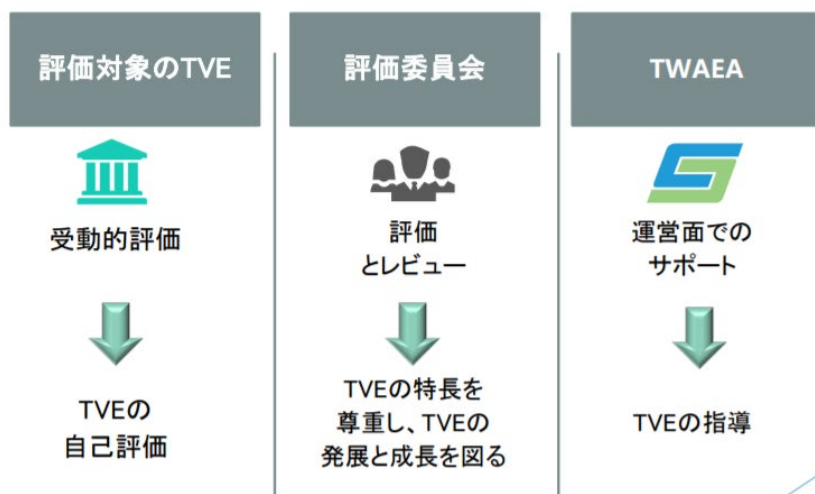 評価対象のTVE
受動的評価
TVEの
自己評価
評価委員会
評価
とレビュー
TVEの特長を
尊重し、TVEの
発展と成長を図る
TWAEA
運営面での
サポート
TVEの指導